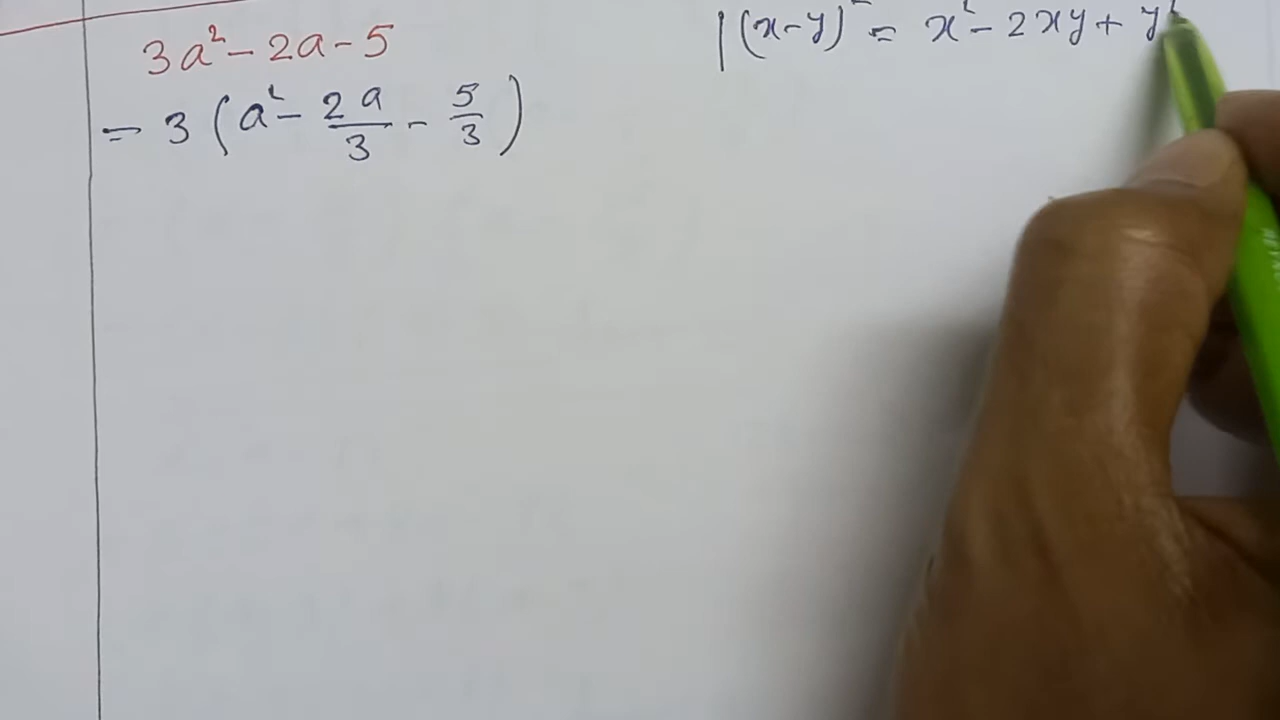 3a² - 2a - 5
= 3 (a² - 2a/3 - 5/3)
(x-y)² = x² - 2xy + y²